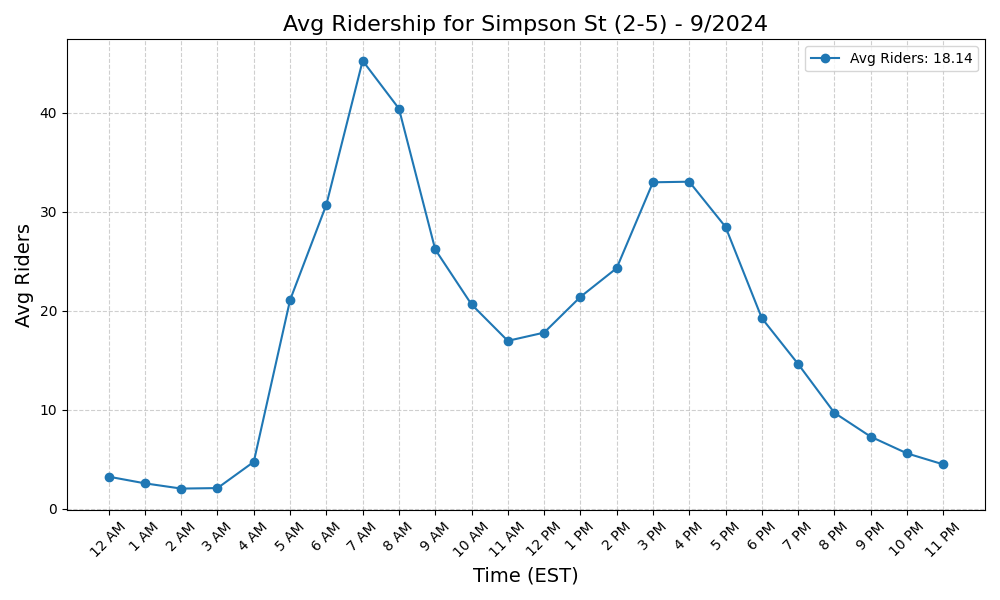 Avg Ridership for Simpson St (2-5) - 9/2024
Avg Riders: 18.14
Avg Riders
40
30
20
10
0
12 AM
1 AM
2 AM
3 AM
4 AM
5 AM
6 AM
7 AM
8 AM
9 AM
10 AM
11 AM
12 PM
1 PM
2 PM
3 PM
4 PM
5 PM
6 PM
7 PM
8 PM
9 PM
10 PM
11 PM
Time (EST)